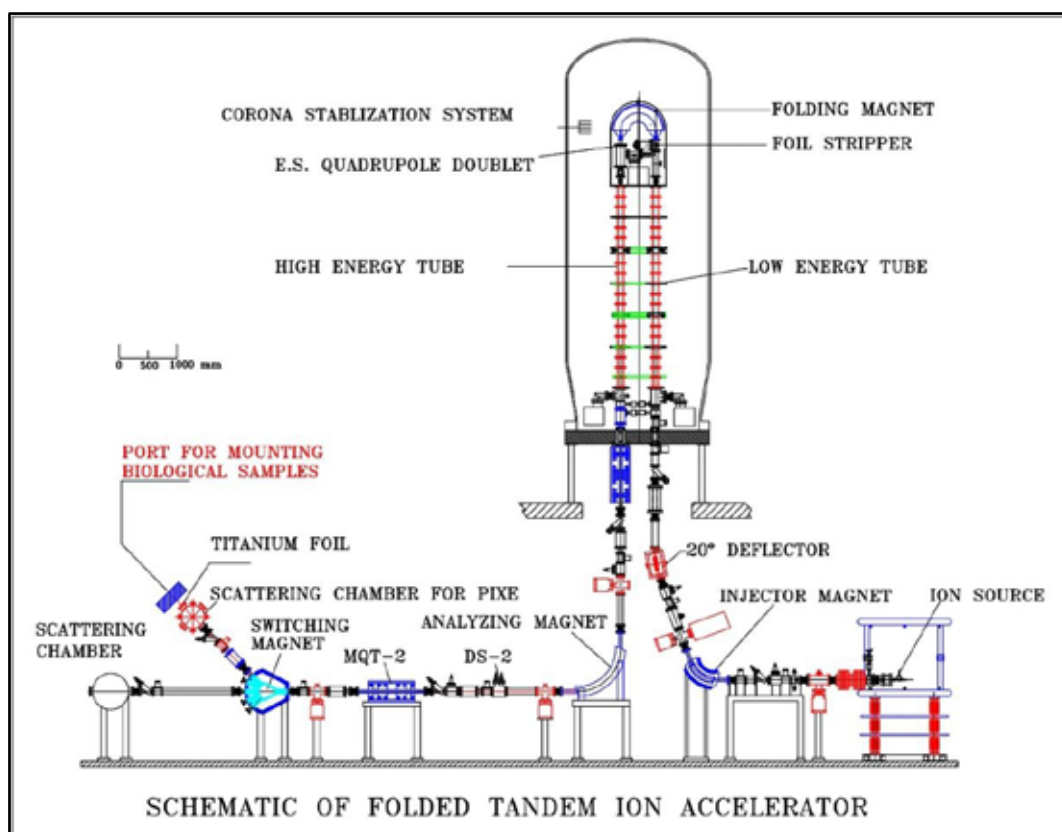 CORONA STABLIZATION SYSTEM
FOLDING MAGNET
FOIL STRIPPER
E.S. QUADRUPOLE DOUBLET
HIGH ENERGY TUBE
LOW ENERGY TUBE
0 500 1000 mm
PORT FOR MOUNTING
BIOLOGICAL SAMPLES
TITANIUM FOIL
20° DEFLECTOR
SCATTERING CHAMBER FOR PIXE
INJECTOR MAGNET
ION SOURCE
SCATTERING
CHAMBER
SWITCHING
MAGNET
ANALYZING MAGNET
MQT-2
DS-2
SCHEMATIC OF FOLDED TANDEM ION ACCELERATOR